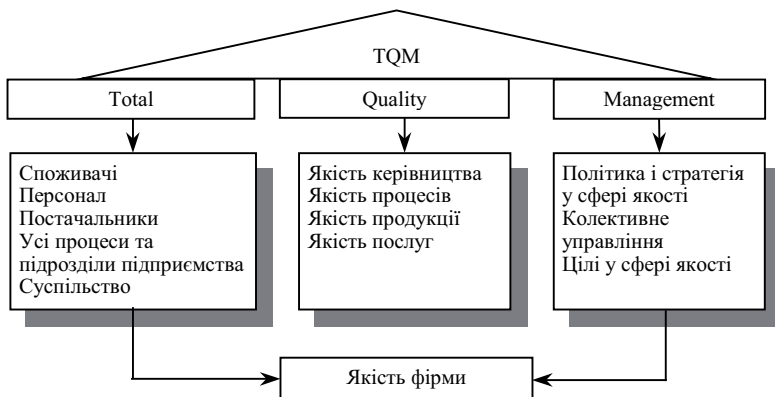 TQM
Total
Quality
Management
Споживачі
Персонал
Постачальники
Усі процеси та
підрозділи підприємства
Суспільство
Якість керівництва
Якість процесів
Якість продукції
Якість послуг
Політика і стратегія
у сфері якості
Колективне
управління
Цілі у сфері якості
Якість фірми